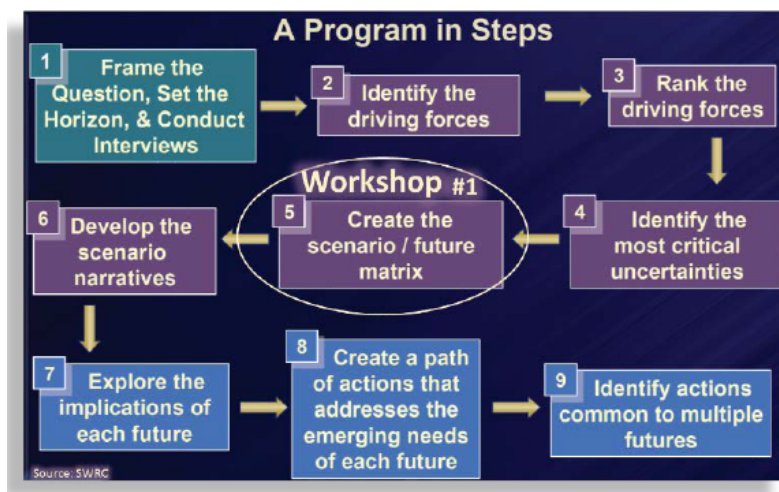 A Program in Steps
1
Frame the
Question, Set the
Horizon, & Conduct
Interviews
2
Identify the
driving forces
3
Rank the
driving forces
4
Identify the
most critical
uncertainties
Workshop #1
5
Create the
scenario / future
matrix
6
Develop the
scenario
narratives
7
Explore the
implications of
each future
8
Create a path
of actions that
addresses the
emerging needs
of each future
9
Identify actions
common to multiple
futures
Source: SWRC